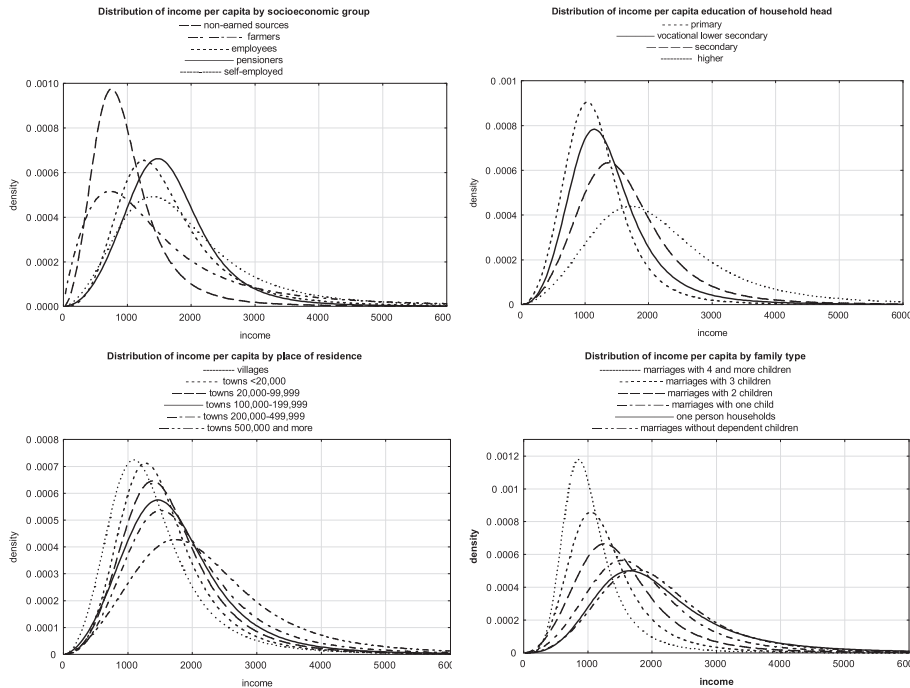 Distribution of income per capita by socioeconomic group
non-earned sources
farmers
employees
pensioners
self-employed
0 .0010
0 .0008
0 .0006
0 .0004
0 .0002
0 .0000
density
0 1000 2000 3000 4000 5000 6000
income
Distribution of income per capita education of household head
primary
vocational lower secondary
secondary
higher
0 .001
0 .0008
0 .0006
0 .0004
0 .0002
0
density
0 1000 2000 3000 4000 5000 6000
income
Distribution of income per capita by place of residence
villages
towns <20,000
towns 20,000-99,999
towns 100,000-199,999
towns 200,000-499,999
towns 500,000 and more
0 .0008
0 .0007
0 .0006
0 .0005
0 .0004
0 .0003
0 .0002
0 .0001
0
density
0 1000 2000 3000 4000 5000 600
income
Distribution of income per capita by family type
marriages with 4 and more children
marriages with 3 children
marriages with 2 children
marriages with one child
one person households
marriages without dependent children
0 .0012
0 .001
0 .0008
0 .0006
0 .0004
0 .0002
0
density
0 1000 2000 3000 4000 5000 600
income